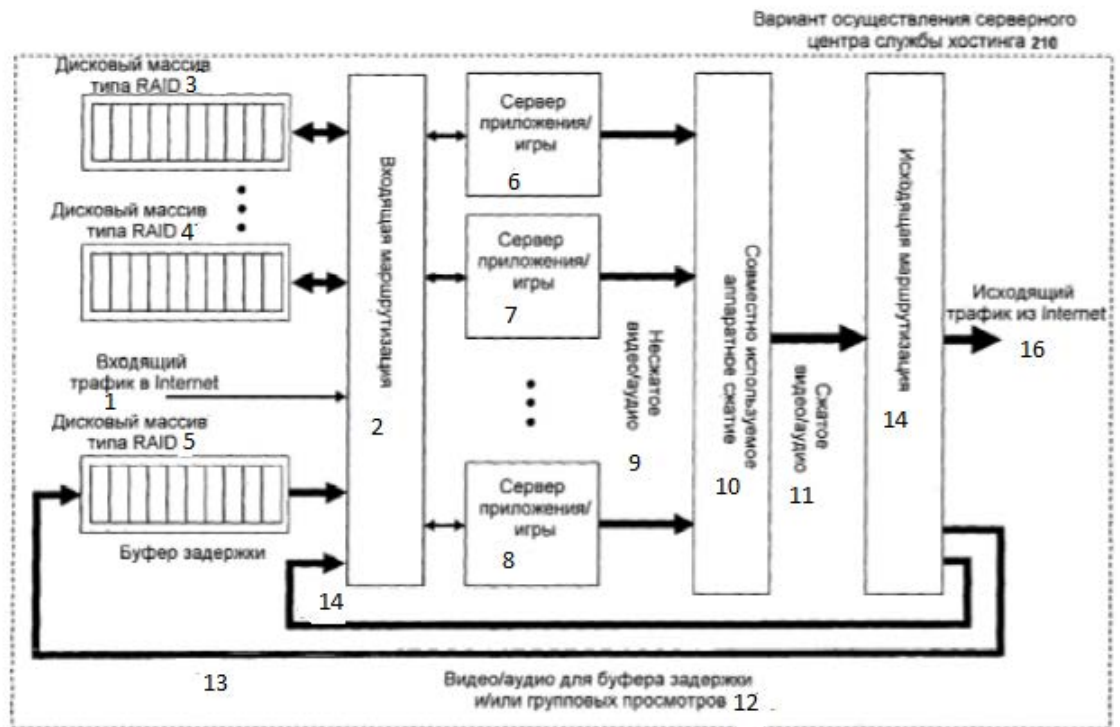 Вариант осуществления серверного
центра службы хостинга 210
Дисковый массив
типа RAID 3
Дисковый массив
типа RAID 4
Входящий
трафик в Internet
1
Дисковый массив
типа RAID 5
Буфер задержки
Входящая маршрутизация
2
Сервер
приложения/
игры
6
Сервер
приложения/
игры
7
Сервер
приложения/
игры
8
Несжатое
видео/аудио
9
Совместно используемое
аппаратное сжатие
10
Сжатое
видео/аудио
11
Исходящая маршрутизация
14
Исходящий
трафик из Internet
16
14
13
Видео/аудио для буфера задержки
и/или групповых просмотров 12